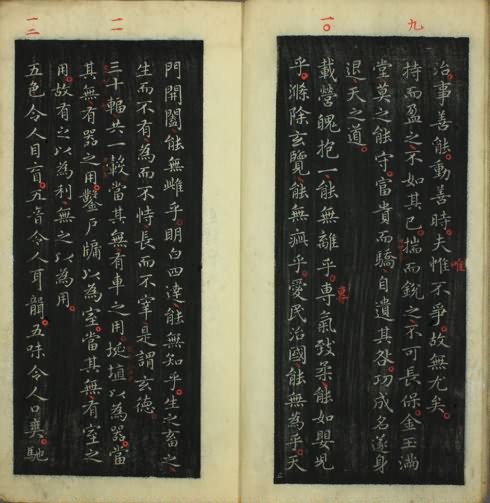 九
治事善能動善時夫惟不爭故無尤矣
唯
持而盈之不如其已揣而銳之不可長保金玉滿
堂莫之能守富貴而驕自遺其咎功成名遂身
退天之道
一〇
載營魄抱一能無離乎專氣致柔能如嬰兒
乎滌除玄覽能無疵乎愛民治國能無為乎天
門開闔能無雌乎明白四達能無知乎生之畜之
生而不有為而不恃長而不宰是謂玄德
一一
三十輻共一轂當其無有車之用埏埴以為器當
其無有器之用鑿戶牖以為室當其無有室之
用故有之以為利無之以為用
一二
五色令人目盲五音令人耳聾五味令人口爽馳